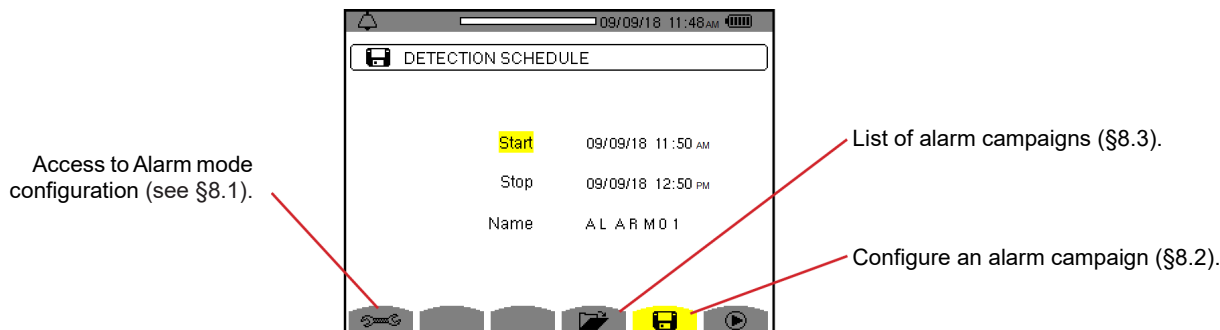 09/09/18 11:48 AM
DETECTION SCHEDULE
Start 09/09/18 11:50 AM
Stop 09/09/18 12:50 PM
Name ALARM01
Access to Alarm mode
configuration (see §8.1).
List of alarm campaigns (§8.3).
Configure an alarm campaign (§8.2).